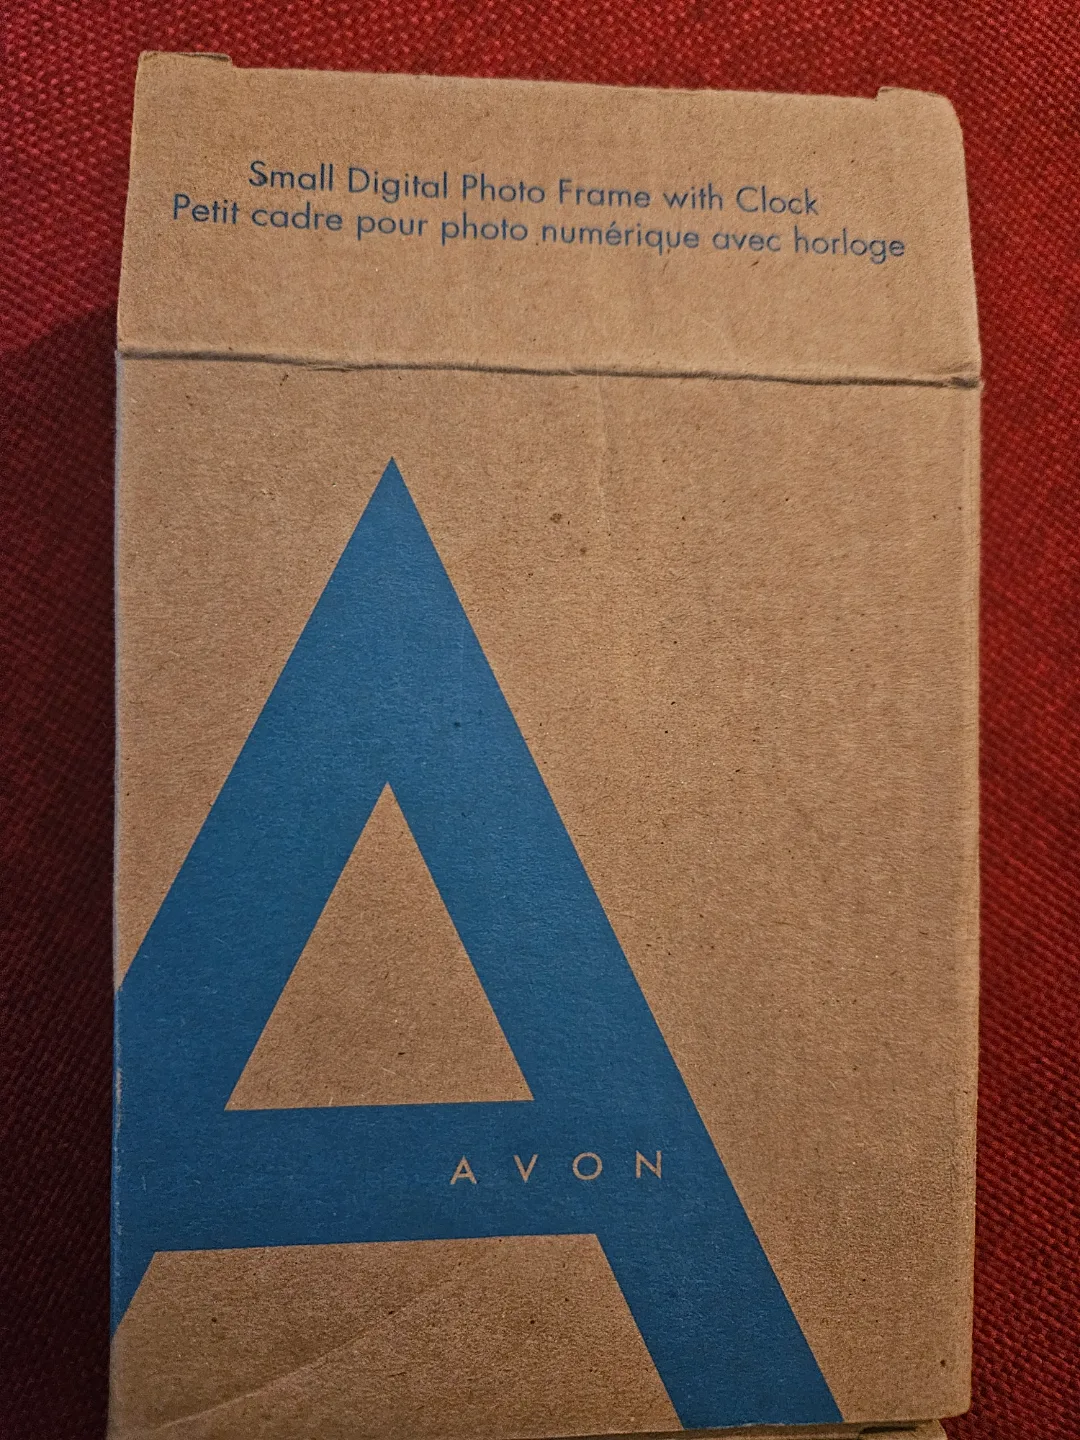 Small Digital Photo Frame with Clock
Petit cadre pour photo numérique avec horloge
A
AVON